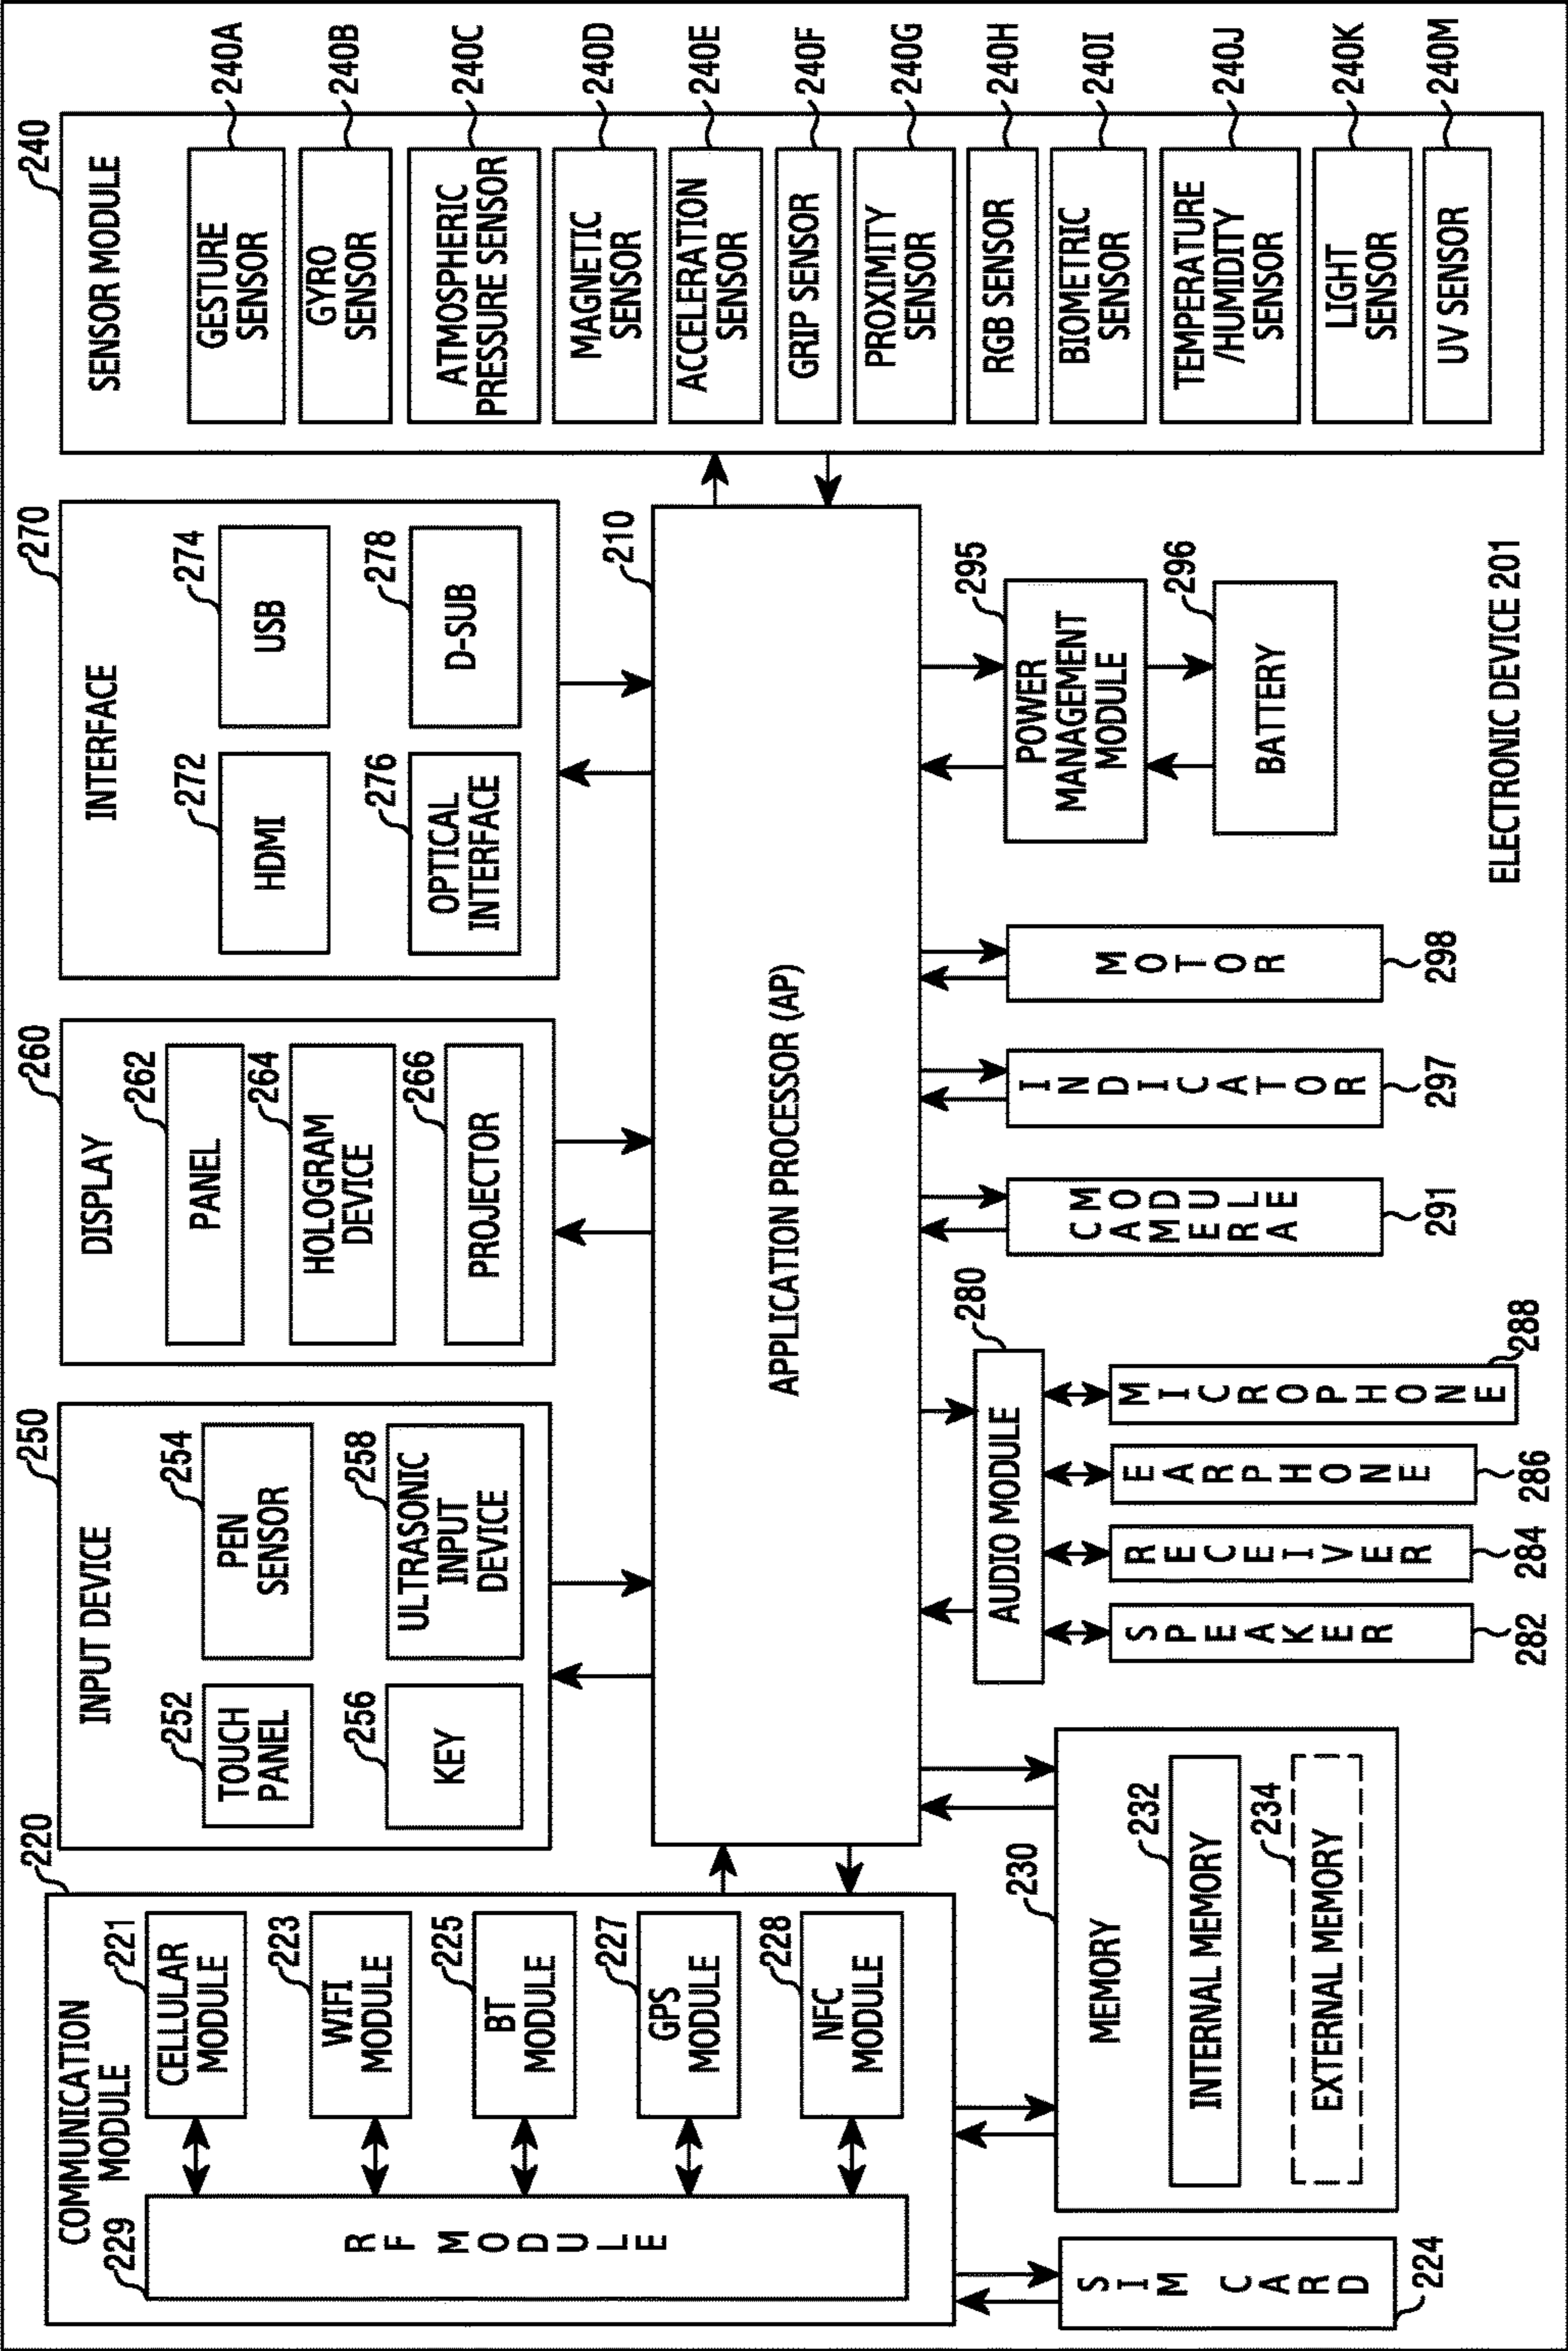 COMMUNICATION
MODULE
220
229
RF MODULE
221
CELLULAR
MODULE
223
WIFI
MODULE
225
BT
MODULE
227
GPS
MODULE
228
NFC
MODULE
SIM CARD
224
250
INPUT DEVICE
252
TOUCH
PANEL
254
PEN
SENSOR
256
KEY
258
ULTRASONIC
INPUT
DEVICE
260
DISPLAY
262
PANEL
264
HOLOGRAM
DEVICE
266
PROJECTOR
270
INTERFACE
272
HDMI
274
USB
276
OPTICAL
INTERFACE
278
D-SUB
240
SENSOR MODULE
GESTURE
SENSOR
240A
GYRO
SENSOR
240B
ATMOSPHERIC
PRESSURE SENSOR
240C
MAGNETIC
SENSOR
240D
ACCELERATION
SENSOR
240E
GRIP SENSOR
240F
PROXIMITY
SENSOR
240G
RGB SENSOR
240H
BIOMETRIC
SENSOR
240I
TEMPERATURE
/HUMIDITY
SENSOR
240J
LIGHT
SENSOR
240K
UV SENSOR
240M
210
APPLICATION PROCESSOR (AP)
230
MEMORY
232
INTERNAL MEMORY
234
EXTERNAL MEMORY
280
AUDIO MODULE
SPEAKER
282
RECEIVER
284
EARPHONE
286
MICROPHONE
288
CAMERA
MODULE
291
INDICATOR
297
MOTOR
298
295
POWER
MANAGEMENT
MODULE
296
BATTERY
ELECTRONIC DEVICE 201